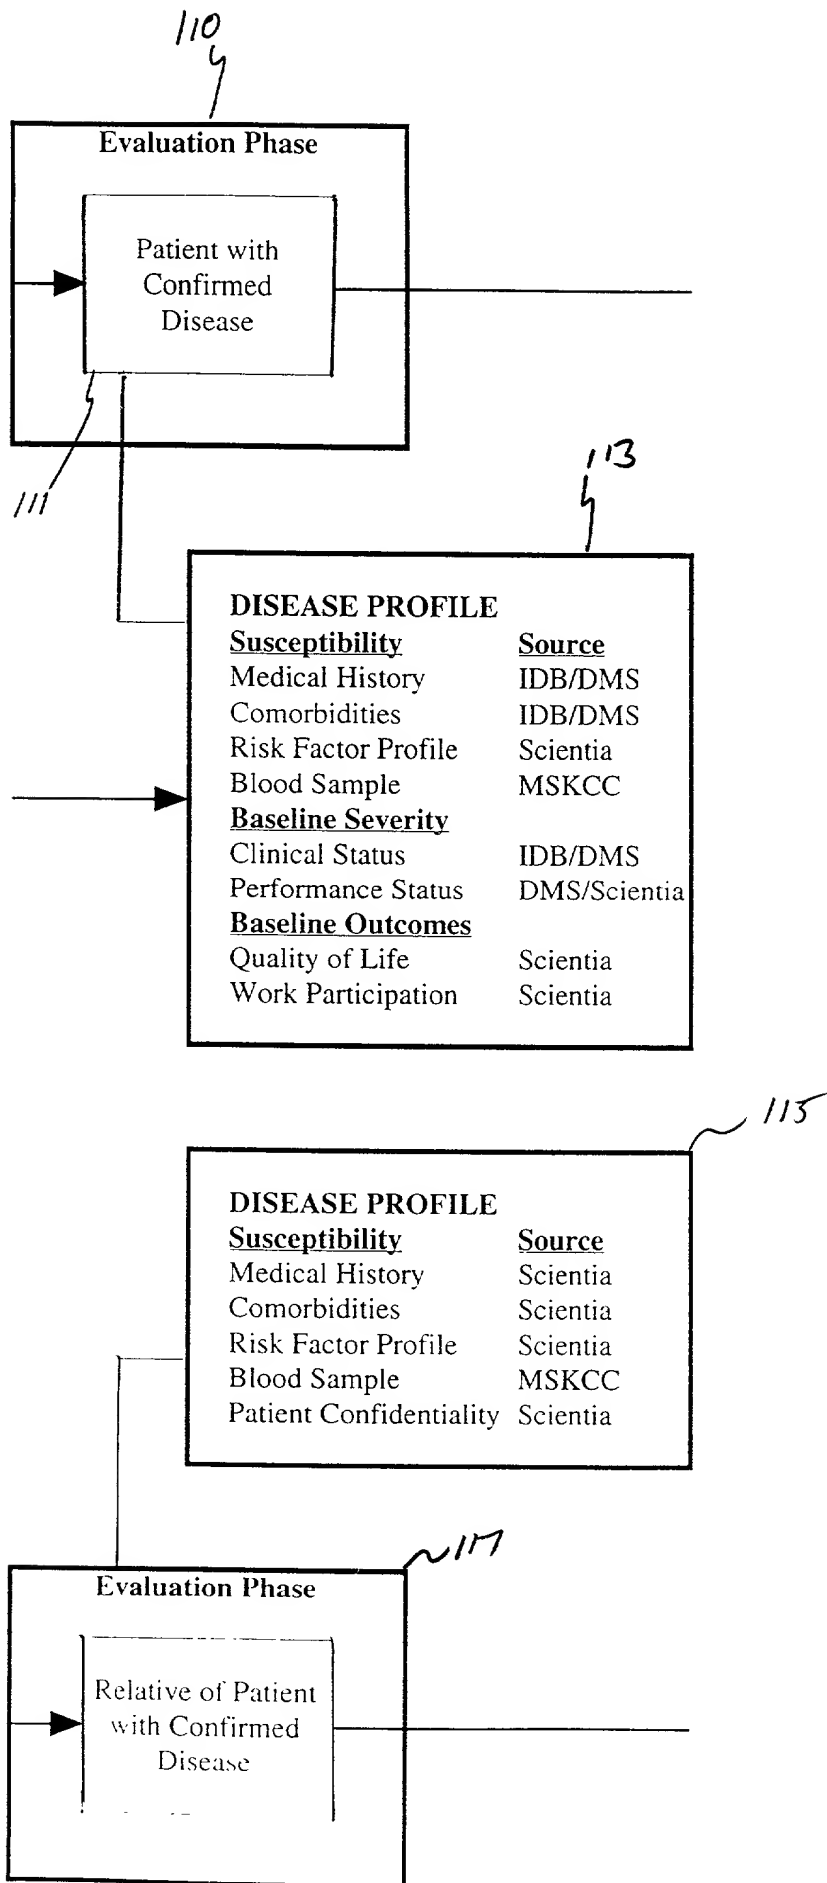 110
Evaluation Phase
Patient with
Confirmed
Disease
111
113
DISEASE PROFILE
Susceptibility Source
Medical History IDB/DMS
Comorbidities IDB/DMS
Risk Factor Profile Scientia
Blood Sample MSKCC
Baseline Severity
Clinical Status IDB/DMS
Performance Status DMS/Scientia
Baseline Outcomes
Quality of Life Scientia
Work Participation Scientia
115
DISEASE PROFILE
Susceptibility Source
Medical History Scientia
Comorbidities Scientia
Risk Factor Profile Scientia
Blood Sample MSKCC
Patient Confidentiality Scientia
117
Evaluation Phase
Relative of Patient
with Confirmed
Disease